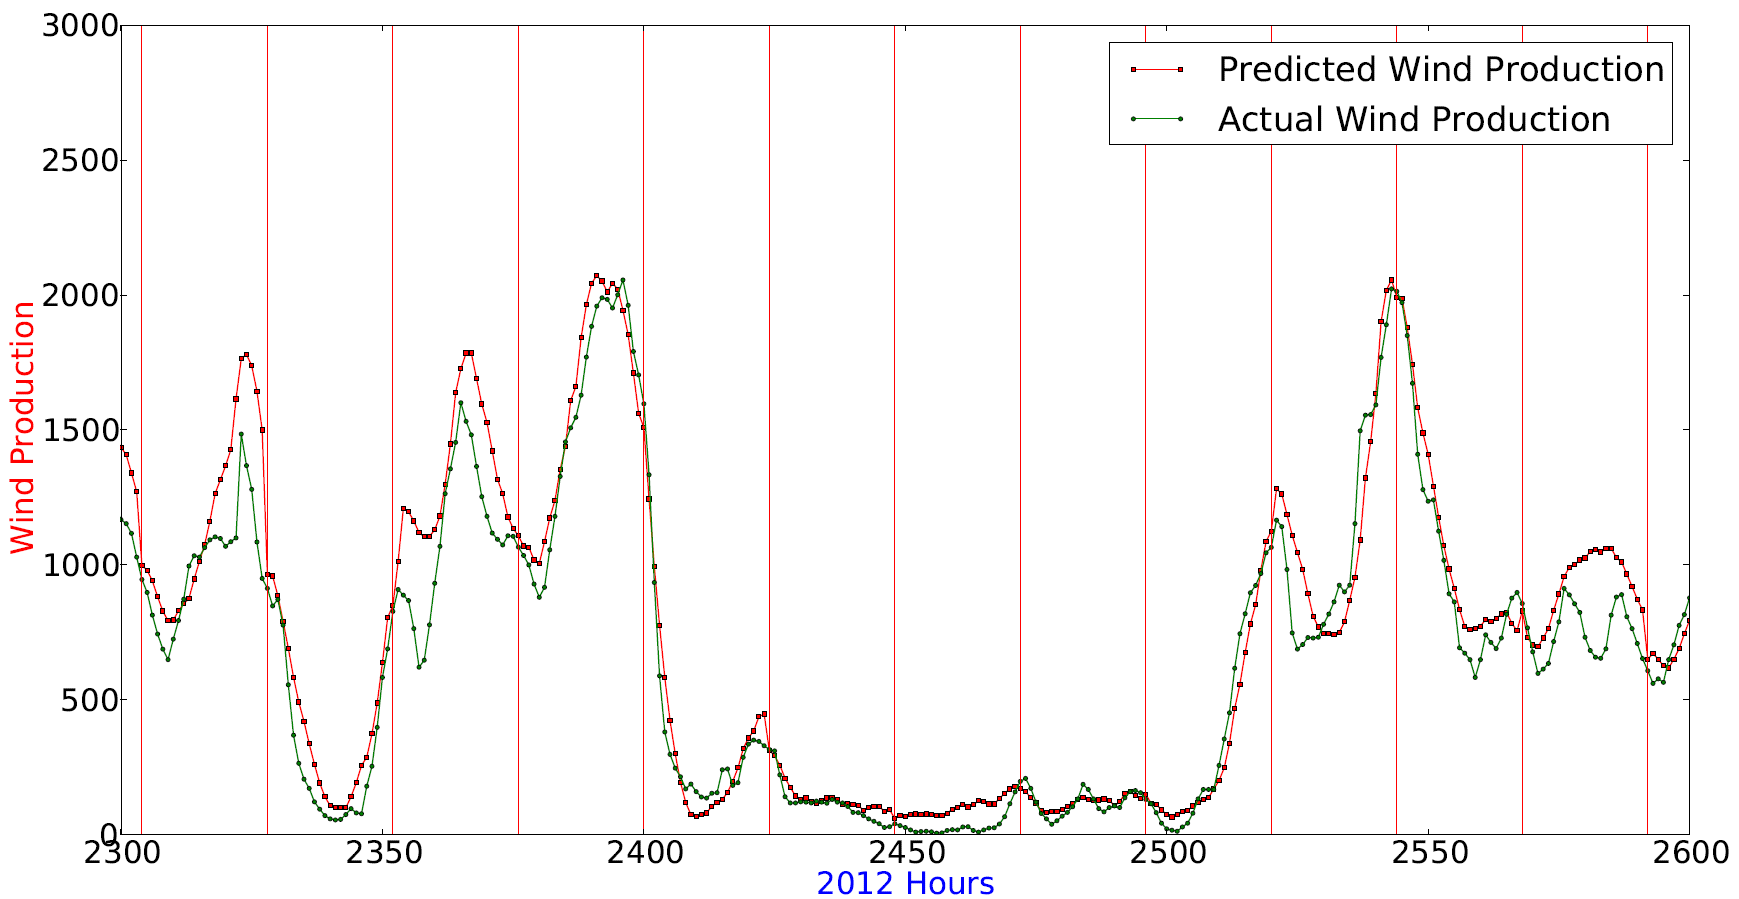 3000
2500
2000
1500
1000
500
0
Wind Production
Predicted Wind Production
Actual Wind Production
2300 2350 2400 2450 2500 2550 2600
2012 Hours